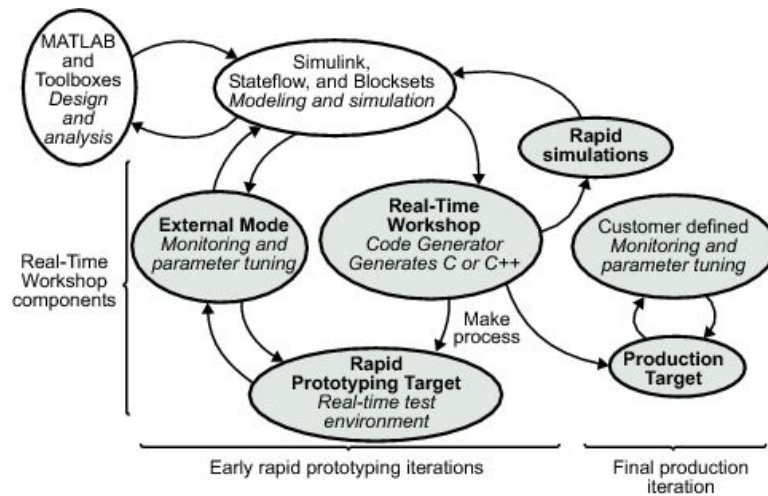 MATLAB
and
Toolboxes
Design
and
analysis
Simulink,
Stateflow, and Blocksets
Modeling and simulation
Rapid
simulations
Real-Time
Workshop
components
External Mode
Monitoring and
parameter tuning
Real-Time
Workshop
Code Generator
Generates C or C++
Customer defined
Monitoring and
parameter tuning
Make
process
Rapid
Prototyping Target
Real-time test
environment
Production
Target
Early rapid prototyping iterations
Final production
iteration